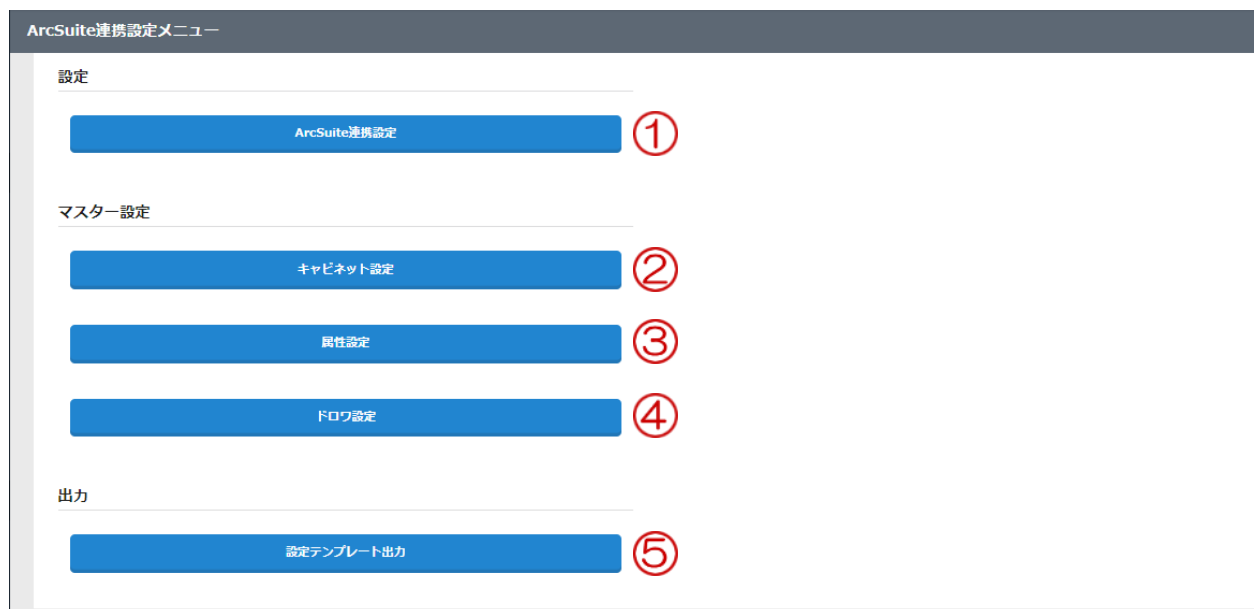 ArcSuite連携設定メニュー
設定
ArcSuite連携設定 ①
マスター設定
キャビネット設定 ②
属性設定 ③
ドロワ設定 ④
出力
設定テンプレート出力 ⑤